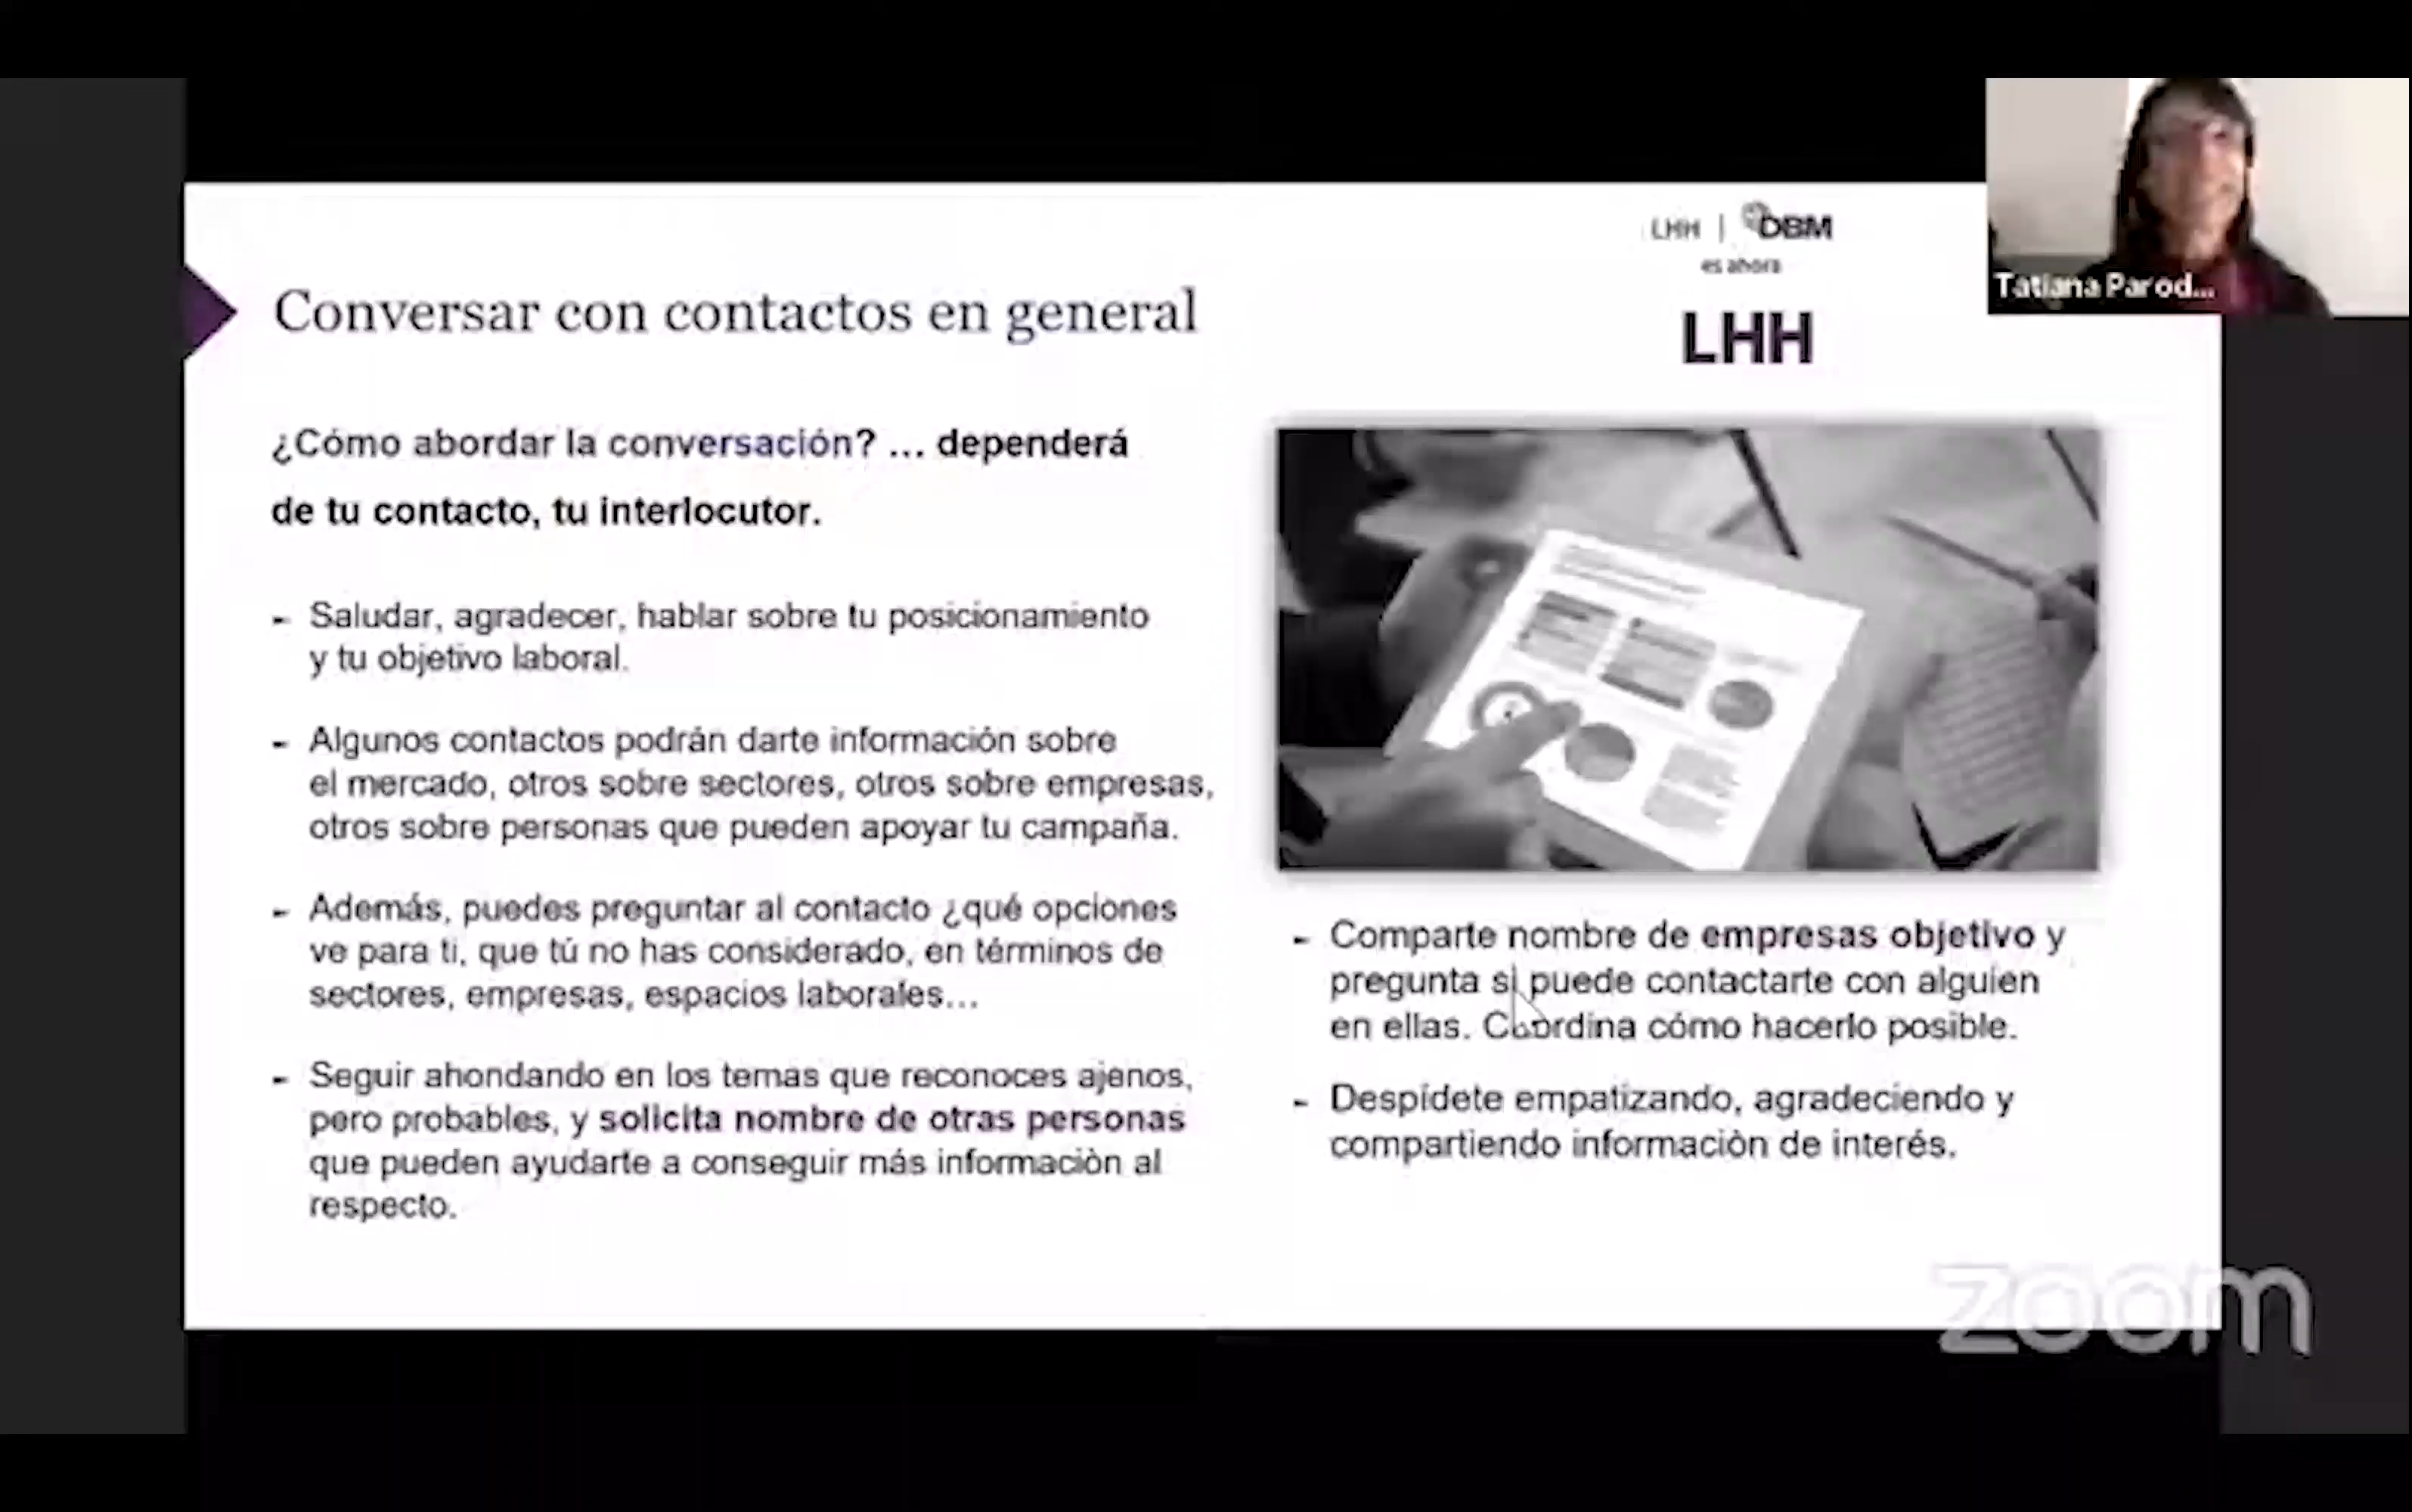 Tatiana Parod...
LHH | DBM
es ahora
LHH
Conversar con contactos en general
¿Cómo abordar la conversación? ... dependerá
de tu contacto, tu interlocutor.
- Saludar, agradecer, hablar sobre tu posicionamiento
y tu objetivo laboral.
- Algunos contactos podrán darte información sobre
el mercado, otros sobre sectores, otros sobre empresas,
otros sobre personas que pueden apoyar tu campaña.
- Además, puedes preguntar al contacto ¿qué opciones
ve para ti, que tú no has considerado, en términos de
sectores, empresas, espacios laborales...
- Seguir ahondando en los temas que reconoces ajenos,
pero probables, y solicita nombre de otras personas
que pueden ayudarte a conseguir más informaciòn al
respecto.
- Comparte nombre de empresas objetivo y
pregunta si puede contactarte con alguien
en ellas. Coordina cómo hacerlo posible.
- Despídete empatizando, agradeciendo y
compartiendo informaciòn de interés.
zoom